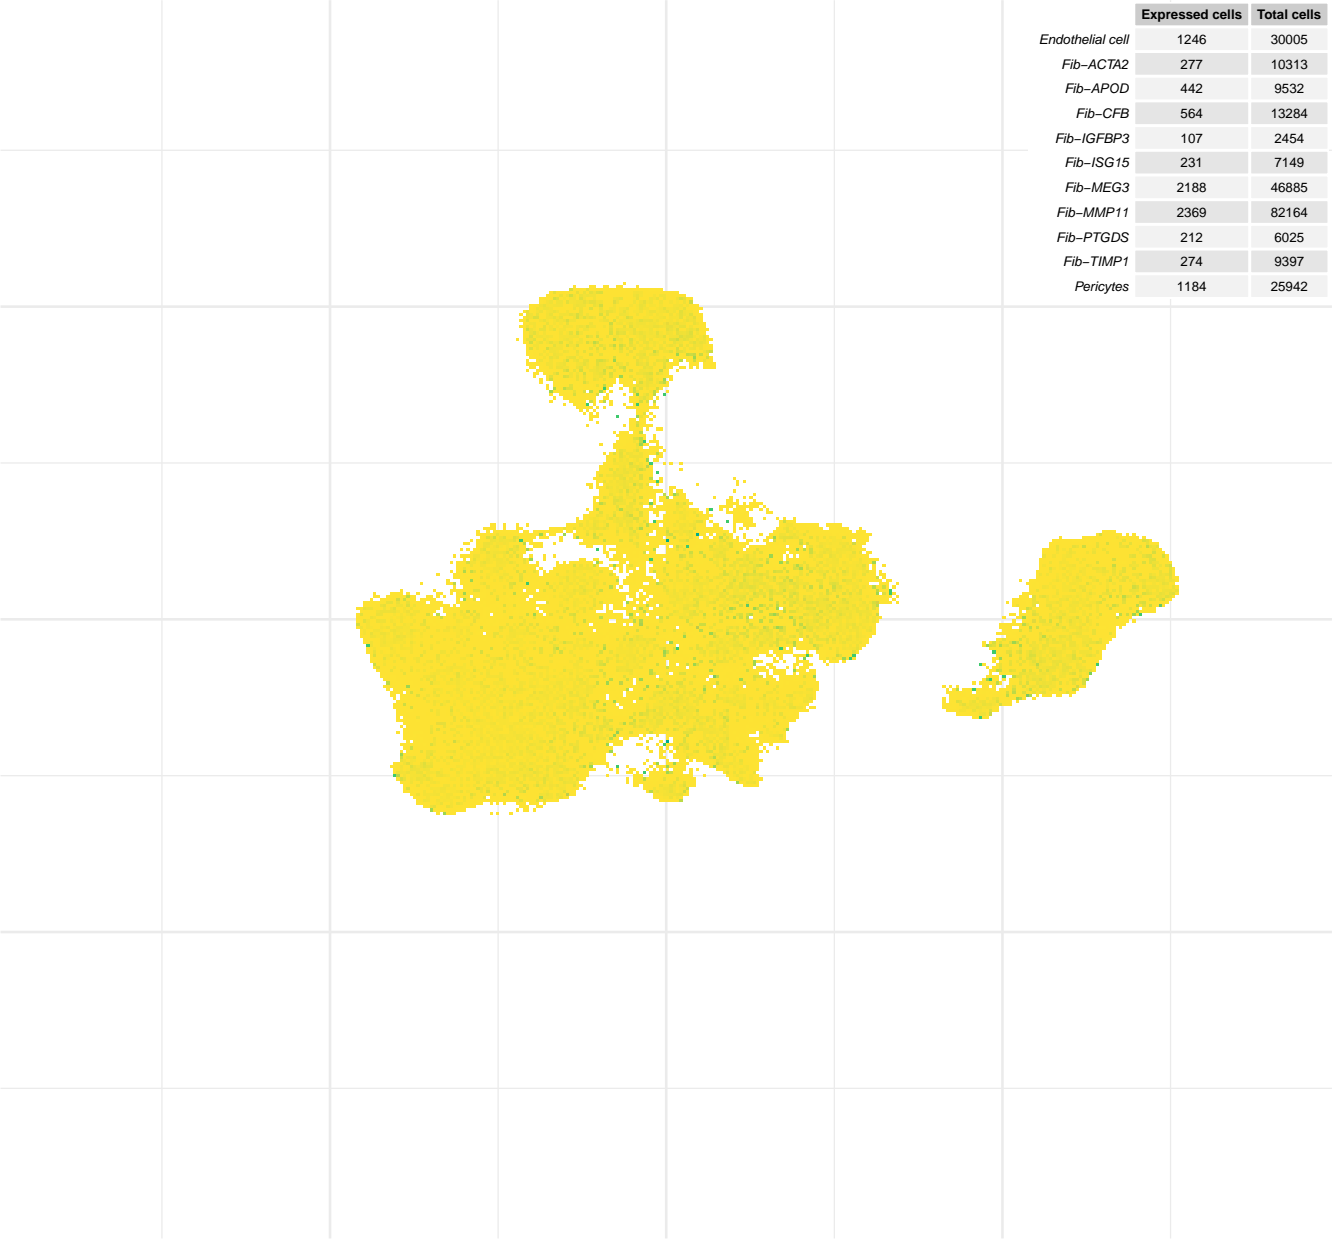 Expressed cells Total cells
Endothelial cell 1246 30005
Fib−ACTA2 277 10313
Fib−APOD 442 9532
Fib−CFB 564 13284
Fib−IGFBP3 107 2454
Fib−ISG15 231 7149
Fib−MEG3 2188 46885
Fib−MMP11 2369 82164
Fib−PTGDS 212 6025
Fib−TIMP1 274 9397
Pericytes 1184 25942